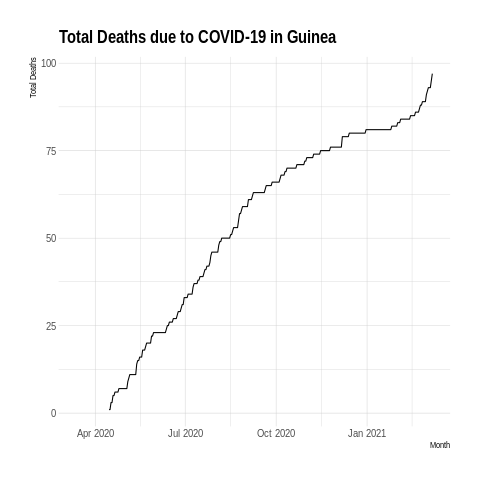 Total Deaths due to COVID-19 in Guinea
Total Deaths
100
75
50
25
0
Apr 2020 Jul 2020 Oct 2020 Jan 2021
Month